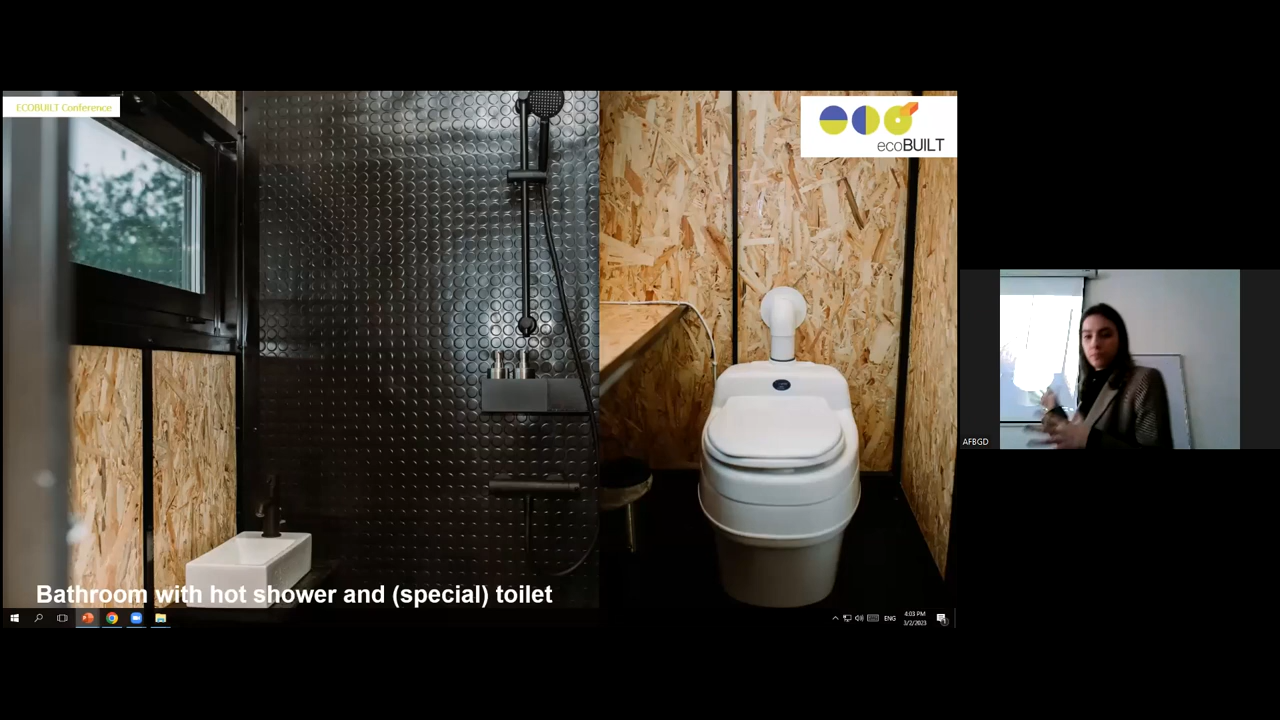 ECOBUILT Conference
ecoBUILT
AFBGD
Bathroom with hot shower and (special) toilet
ENG
4:03 PM
3/2/2023